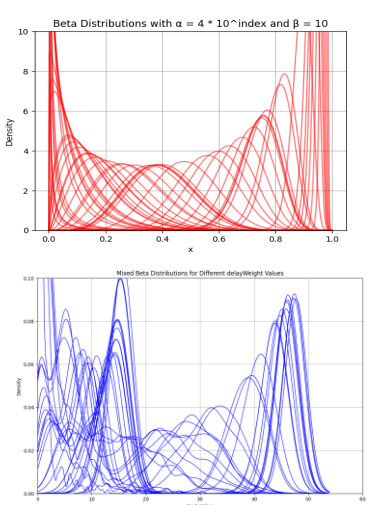 Beta Distributions with α = 4 * 10^index and β = 10
10
8
6
4
2
0
Density
0.0 0.2 0.4 0.6 0.8 1.0
x
Mixed Beta Distributions for Different delayWeight Values
0.10
0.08
0.06
0.04
0.02
0.00
Density
0 10 20 30 40 50 60